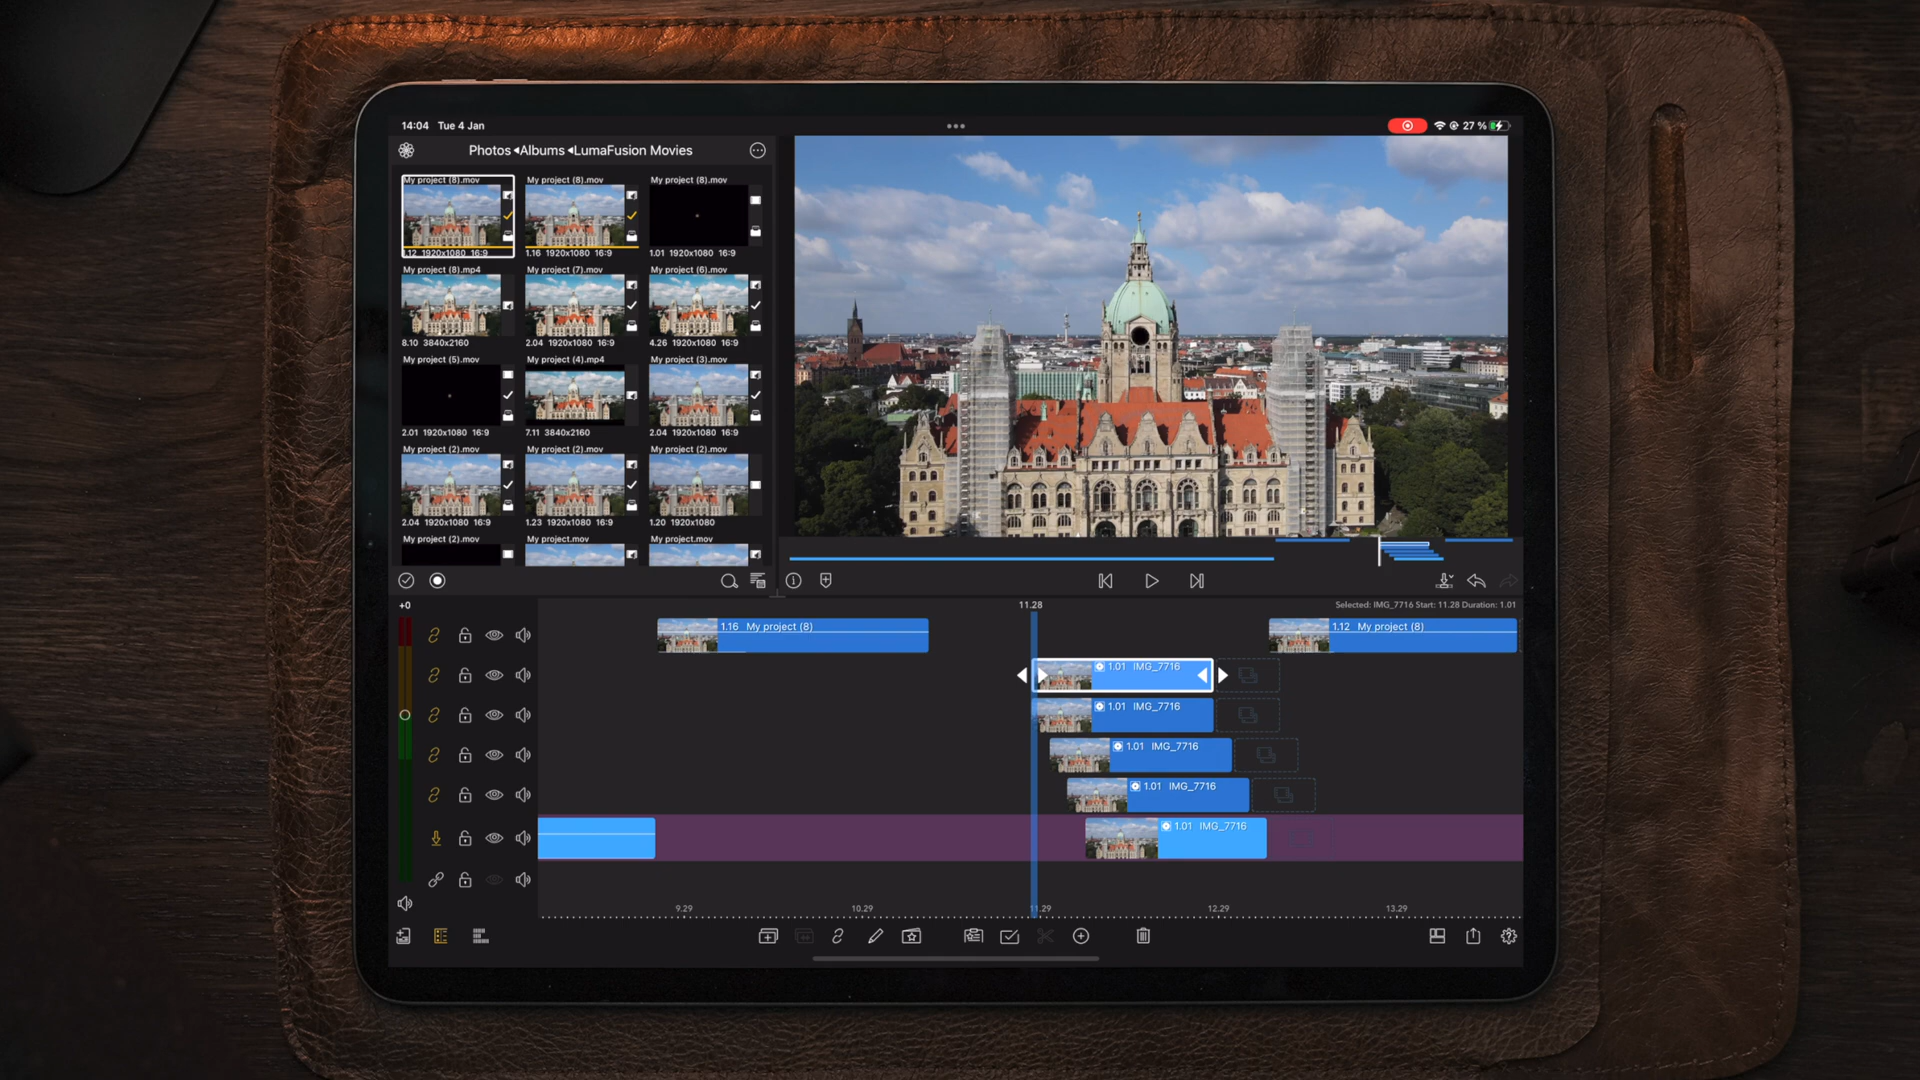 14:04 Tue 4 Jan
27 %
Photos ◂Albums ◂LumaFusion Movies
My project (8).mov
My project (8).mov
My project (8).mov
1.12 1920x1080 16:9
1.16 1920x1080 16:9
1.01 1920x1080 16:9
My project (8).mp4
My project (7).mov
My project (6).mov
8.10 3840x2160
2.04 1920x1080 16:9
4.26 1920x1080 16:9
My project (5).mov
My project (4).mp4
My project (3).mov
2.01 1920x1080 16:9
7.11 3840x2160
2.04 1920x1080 16:9
My project (2).mov
My project (2).mov
My project (2).mov
2.04 1920x1080 16:9
1.23 1920x1080 16:9
1.20 1920x1080
My project (2).mov
My project.mov
My project.mov
+0
11.28
Selected: IMG_7716 Start: 11.28 Duration: 1.01
1.16 My project (8)
1.12 My project (8)
1.01 IMG_7716
1.01 IMG_7716
1.01 IMG_7716
1.01 IMG_7716
1.01 IMG_7716
9.29
10.29
11.29
12.29
13.29